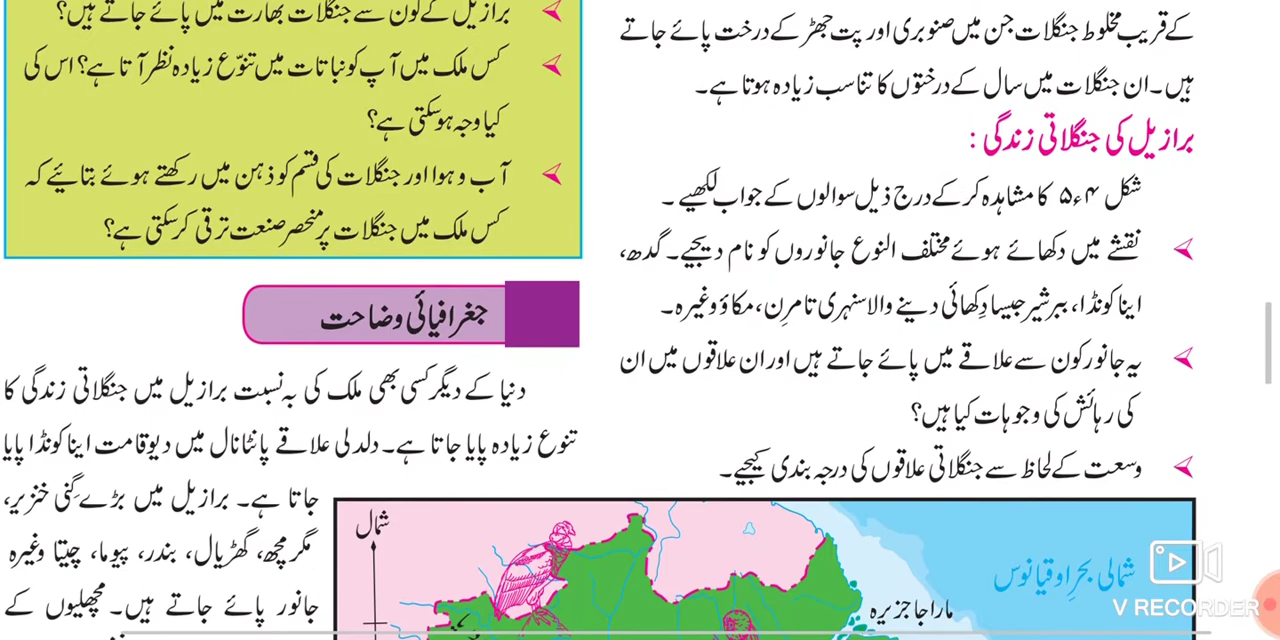 کے قریب مخلوط جنگلات جن میں صنوبری اور پت جھڑ کے درخت پائے جاتے
ہیں۔ ان جنگلات میں سال کے درختوں کا تناسب زیادہ ہوتا ہے۔
برازیل کی جنگلاتی زندگی :
شکل ۵ء۴ کا مشاہدہ کر کے درج ذیل سوالوں کے جواب لکھیے ۔
نقشے میں دکھائے ہوئے مختلف النوع جانوروں کو نام دیجیے۔ گدھ،
اینا کونڈا، ببر شیر جیسا دِکھائی دینے والا سنہری تامرِن، مکاؤ وغیرہ۔
یہ جانور کون سے علاقے میں پائے جاتے ہیں اور ان علاقوں میں ان
کی رہائش کی وجوہات کیا ہیں؟
وسعت کے لحاظ سے جنگلاتی علاقوں کی درجہ بندی کیجیے۔
برازیل کے کون سے جنگلات بھارت میں پائے جاتے ہیں؟
کس ملک میں آپ کو نباتات میں تنوّع زیادہ نظر آتا ہے؟ اس کی
کیا وجہ ہو سکتی ہے؟
آب و ہوا اور جنگلات کی قسم کو ذہن میں رکھتے ہوئے بتائیے کہ
کس ملک میں جنگلات پر منحصر صنعت ترقی کر سکتی ہے؟
جغرافیائی وضاحت
دنیا کے دیگر کسی بھی ملک کی بہ نسبت برازیل میں جنگلاتی زندگی کا
تنوع زیادہ پایا جاتا ہے۔ دلدلی علاقے پانٹانال میں دیوقامت اینا کونڈا پایا
جاتا ہے۔ برازیل میں بڑے گِنی خنزیر،
مگر مچھ، گھڑیال، بندر، پیوما، چیتا وغیرہ
جانور پائے جاتے ہیں۔ مچھلیوں کے
شمال
شمالی بحرِ اوقیانوس
ماراجا جزیرہ
V RECORDER